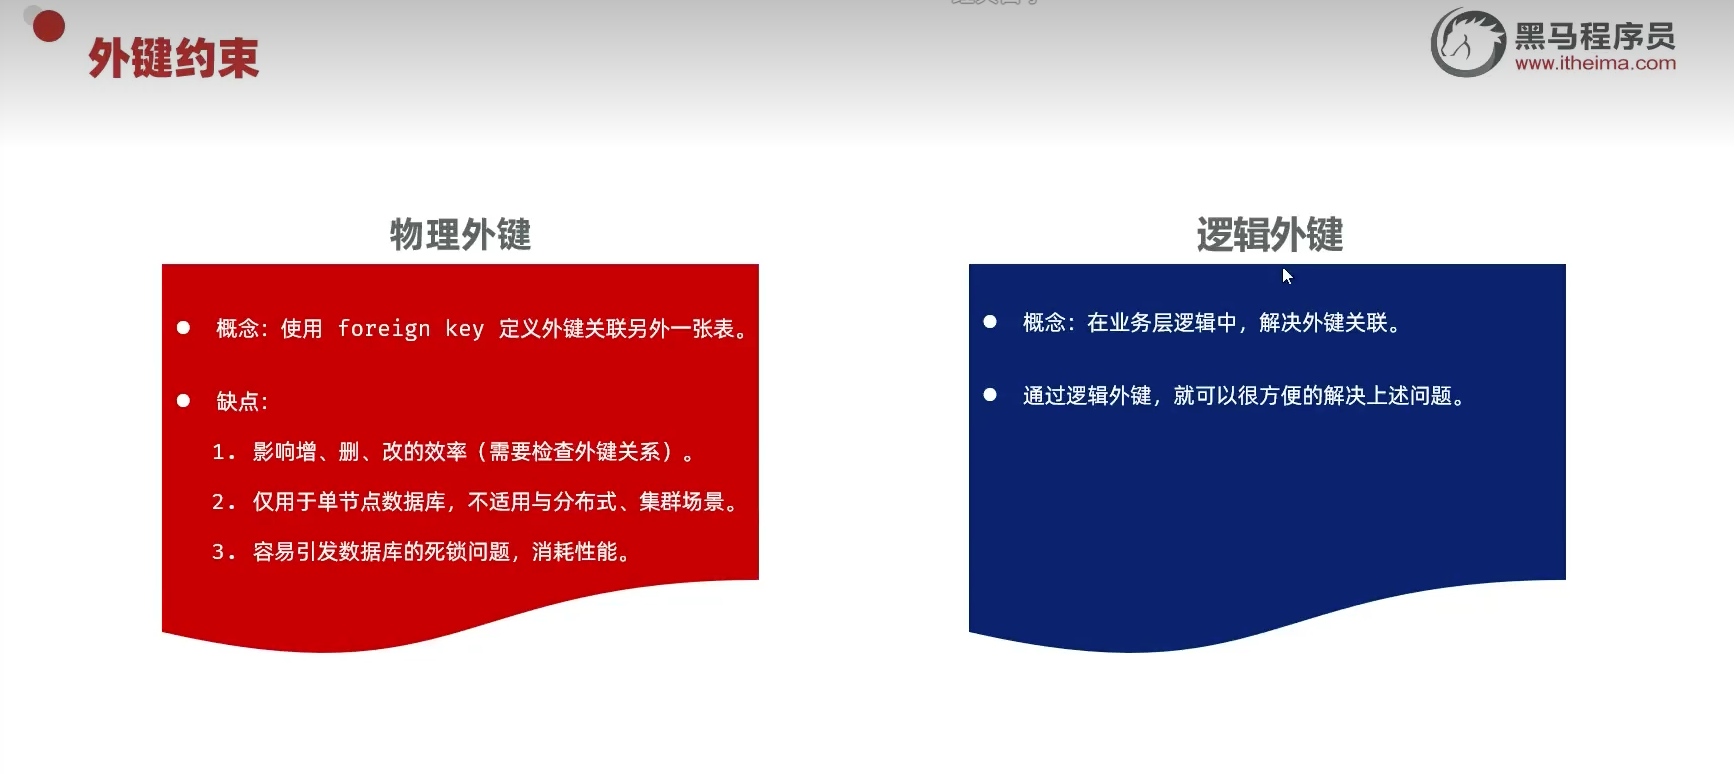 外键约束
黑马程序员
www.itheima.com
物理外键
概念：使用 foreign key 定义外键关联另外一张表。
缺点：
1. 影响增、删、改的效率（需要检查外键关系）。
2. 仅用于单节点数据库，不适用与分布式、集群场景。
3. 容易引发数据库的死锁问题，消耗性能。
逻辑外键
概念：在业务层逻辑中，解决外键关联。
通过逻辑外键，就可以很方便的解决上述问题。